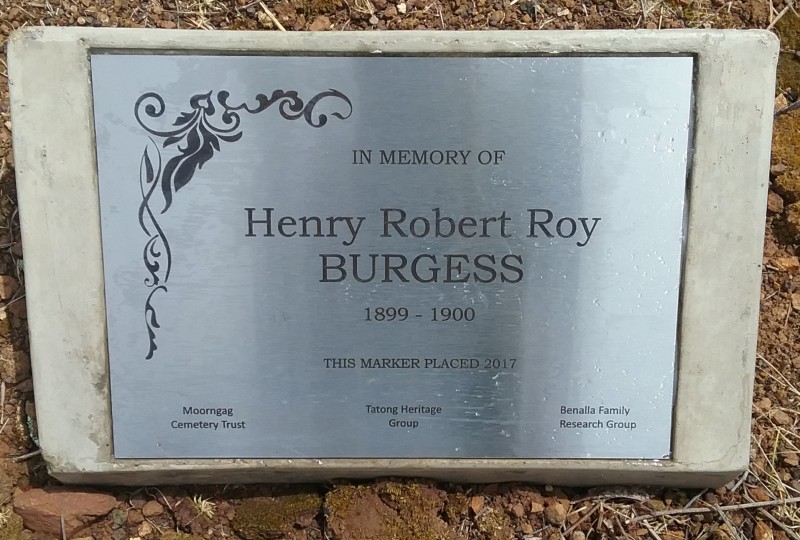 IN MEMORY OF
Henry Robert Roy
BURGESS
1899 - 1900
THIS MARKER PLACED 2017
Moorngag
Cemetery Trust
Tatong Heritage
Group
Benalla Family
Research Group